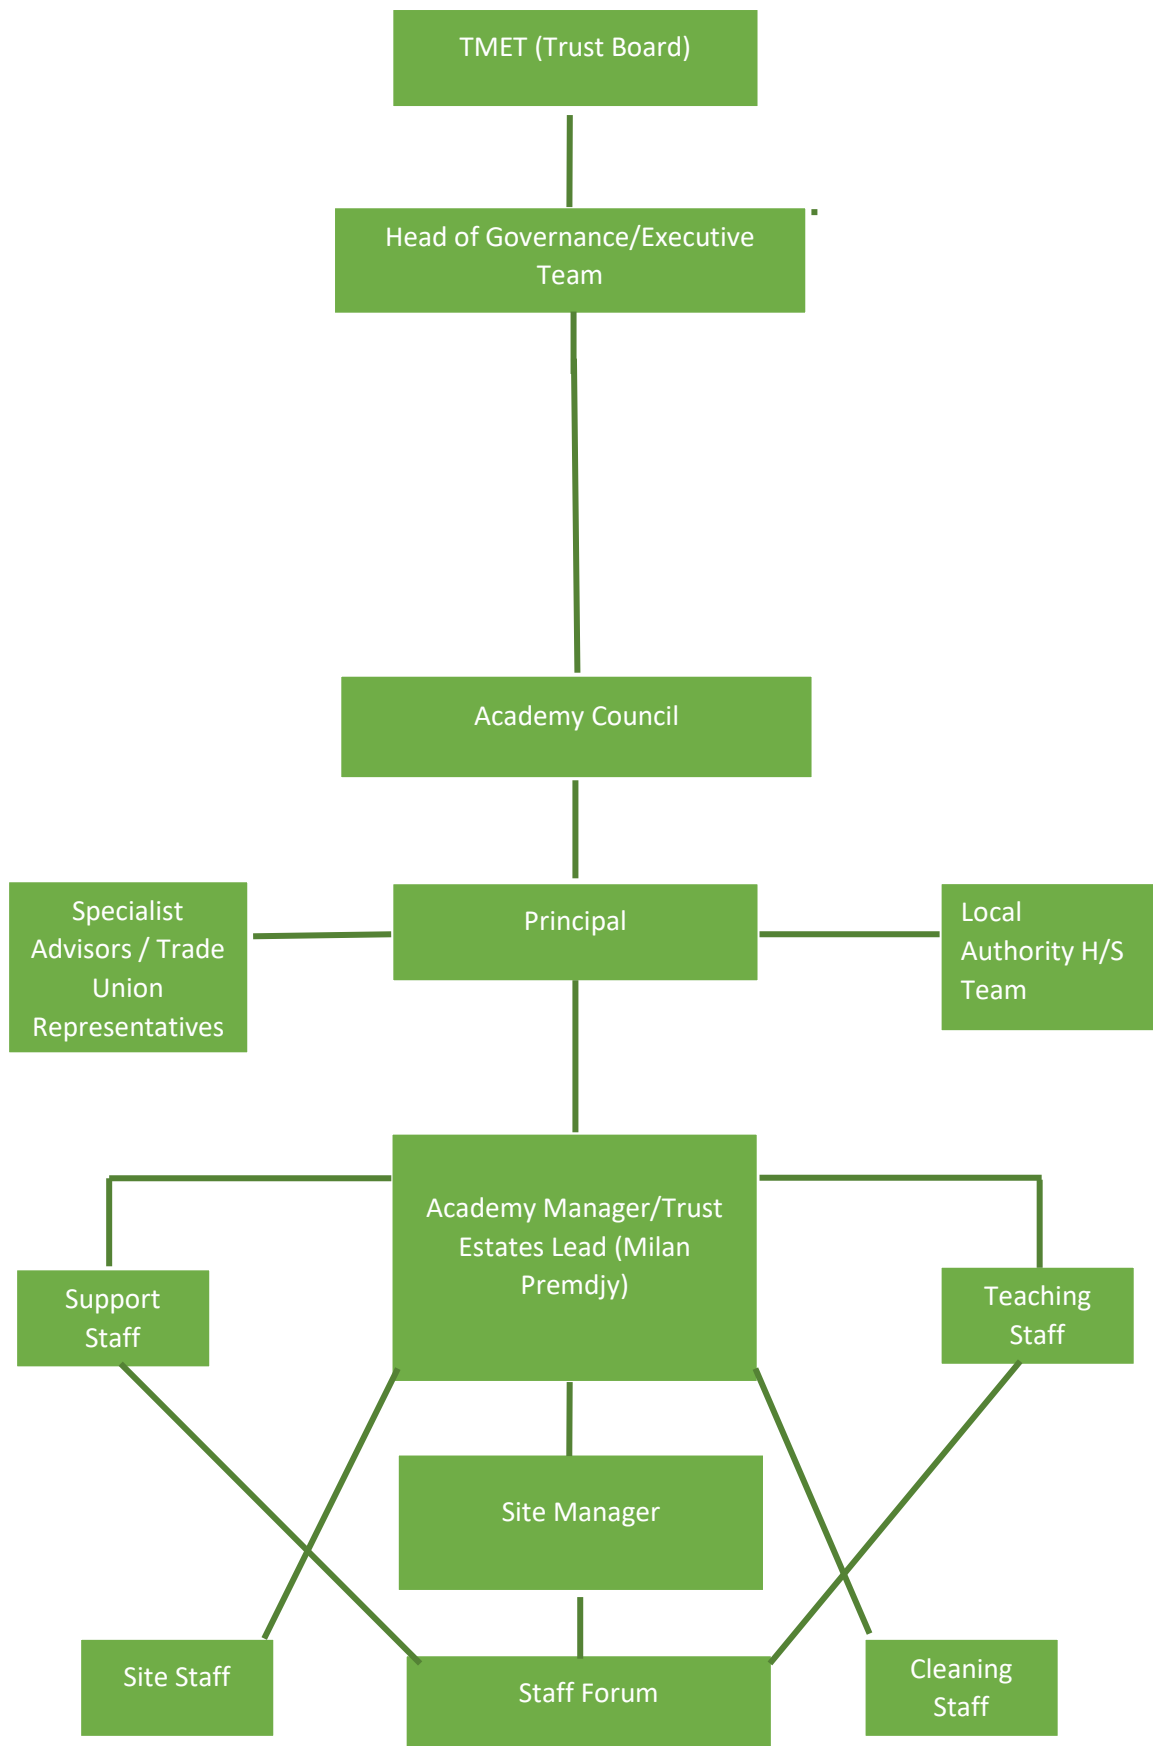 TMET (Trust Board)
Head of Governance/Executive
Team
Academy Council
Specialist
Advisors / Trade
Union
Representatives
Principal
Local
Authority H/S
Team
Academy Manager/Trust
Estates Lead (Milan
Premdjy)
Support
Staff
Teaching
Staff
Site Manager
Site Staff
Staff Forum
Cleaning
Staff